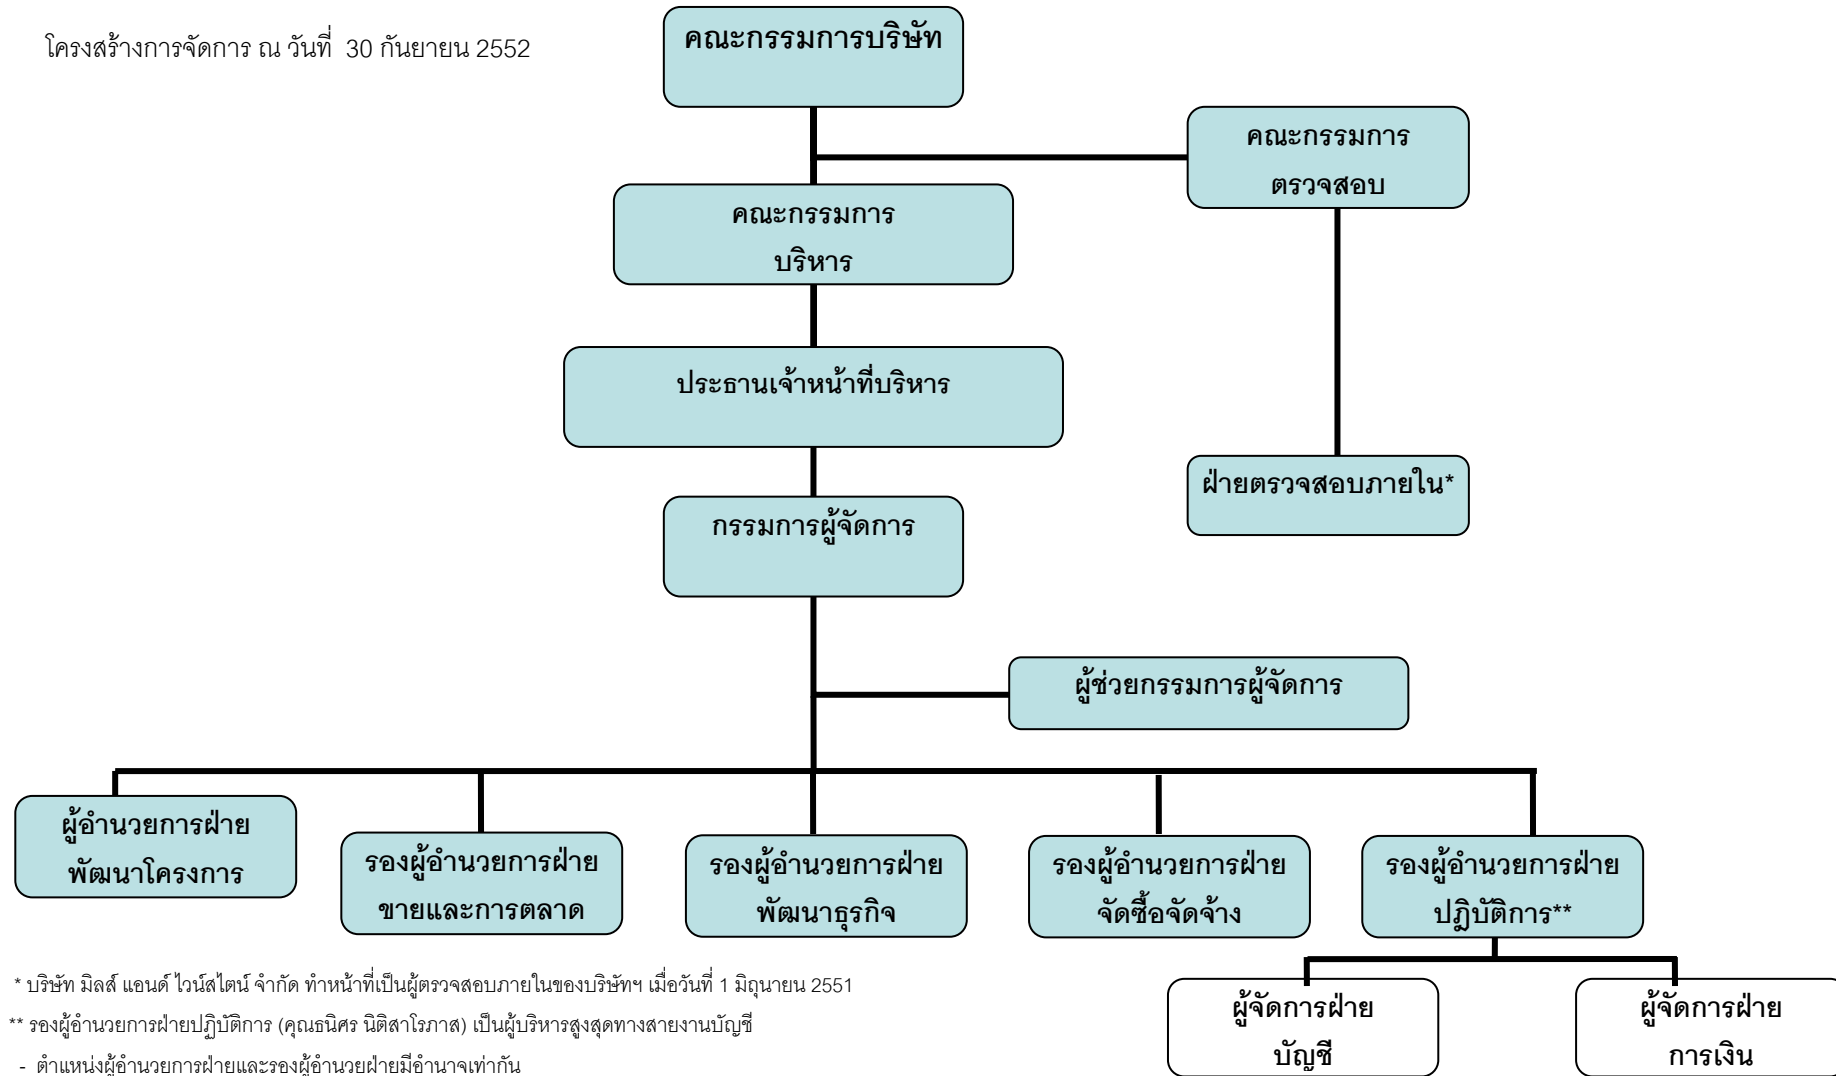 โครงสร้างการจัดการ ณ วันที่ 30 กันยายน 2552
คณะกรรมการบริษัท
คณะกรรมการ
ตรวจสอบ
คณะกรรมการ
บริหาร
ประธานเจ้าหน้าที่บริหาร
ฝ่ายตรวจสอบภายใน*
กรรมการผู้จัดการ
ผู้ช่วยกรรมการผู้จัดการ
ผู้อำนวยการฝ่าย
พัฒนาโครงการ
รองผู้อำนวยการฝ่าย
ขายและการตลาด
รองผู้อำนวยการฝ่าย
พัฒนาธุรกิจ
รองผู้อำนวยการฝ่าย
จัดซื้อจัดจ้าง
รองผู้อำนวยการฝ่าย
ปฎิบัติการ**
ผู้จัดการฝ่าย
บัญชี
ผู้จัดการฝ่าย
การเงิน
* บริษัท มิลส์ แอนด์ ไวน์สไตน์ จำกัด ทำหน้าที่เป็นผู้ตรวจสอบภายในของบริษัทฯ เมื่อวันที่ 1 มิถุนายน 2551
** รองผู้อำนวยการฝ่ายปฏิบัติการ (คุณธนิศร นิติสาโรภาส) เป็นผู้บริหารสูงสุดทางสายงานบัญชี
- ตำแหน่งผู้อำนวยการฝ่ายและรองผู้อำนวยฝ่ายมีอำนาจเท่ากัน